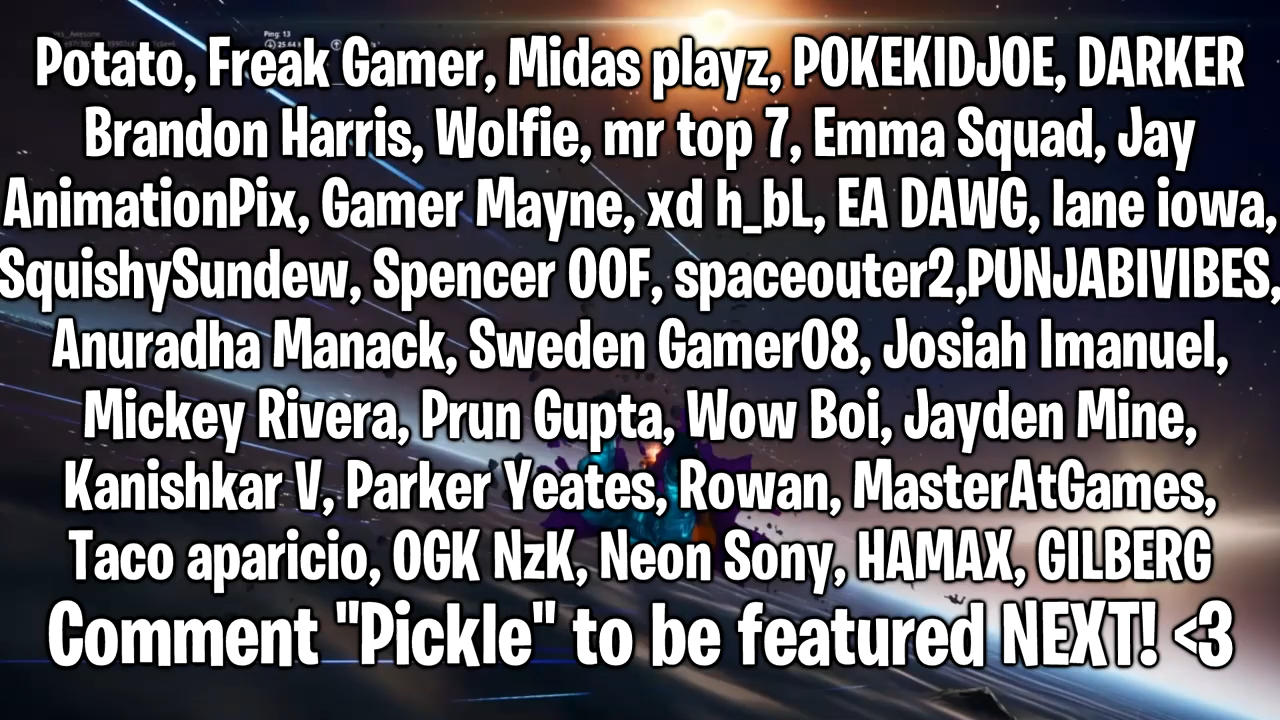 Ping: 13
Potato, Freak Gamer, Midas playz, POKEKIDJOE, DARKER
Brandon Harris, Wolfie, mr top 7, Emma Squad, Jay
AnimationPix, Gamer Mayne, xd h_bL, EA DAWG, lane iowa,
SquishySundew, Spencer OOF, spaceouter2,PUNJABIVIBES,
Anuradha Manack, Sweden Gamer08, Josiah Imanuel,
Mickey Rivera, Prun Gupta, Wow Boi, Jayden Mine,
Kanishkar V, Parker Yeates, Rowan, MasterAtGames,
Taco aparicio, OGK NzK, Neon Sony, HAMAX, GILBERG
Comment "Pickle" to be featured NEXT! <3